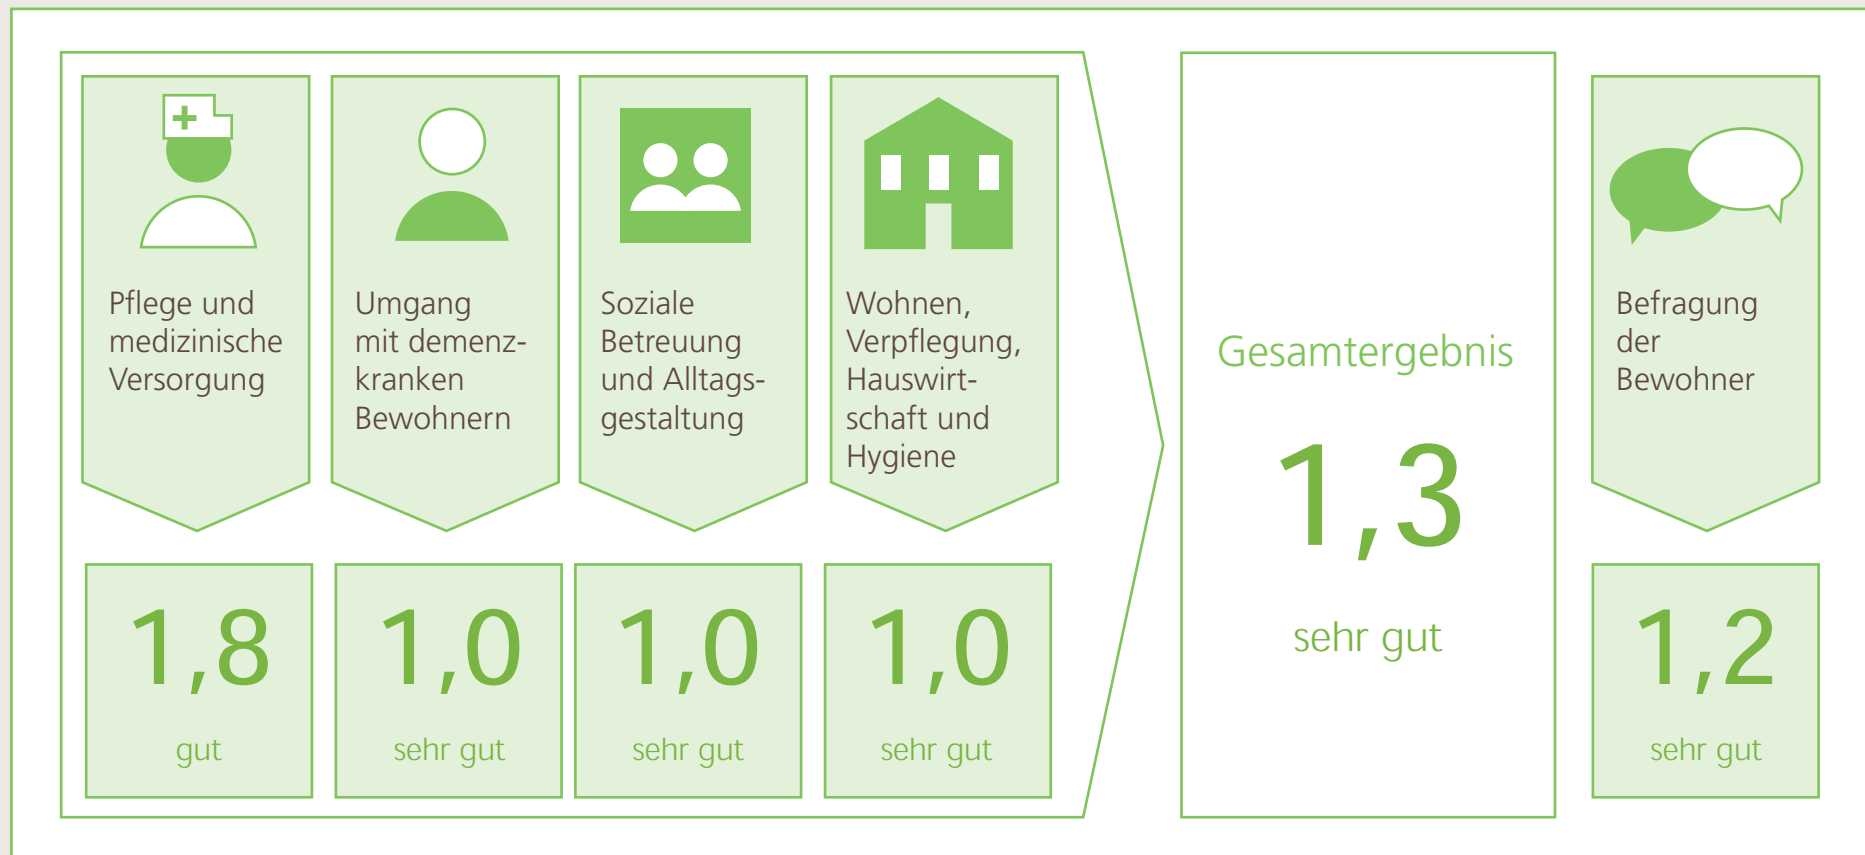 Pflege und
medizinische
Versorgung
1,8
gut
Umgang
mit demenz-
kranken
Bewohnern
1,0
sehr gut
Soziale
Betreuung
und Alltags-
gestaltung
1,0
sehr gut
Wohnen,
Verpflegung,
Hauswirt-
schaft und
Hygiene
1,0
sehr gut
Gesamtergebnis
1,3
sehr gut
Befragung
der
Bewohner
1,2
sehr gut